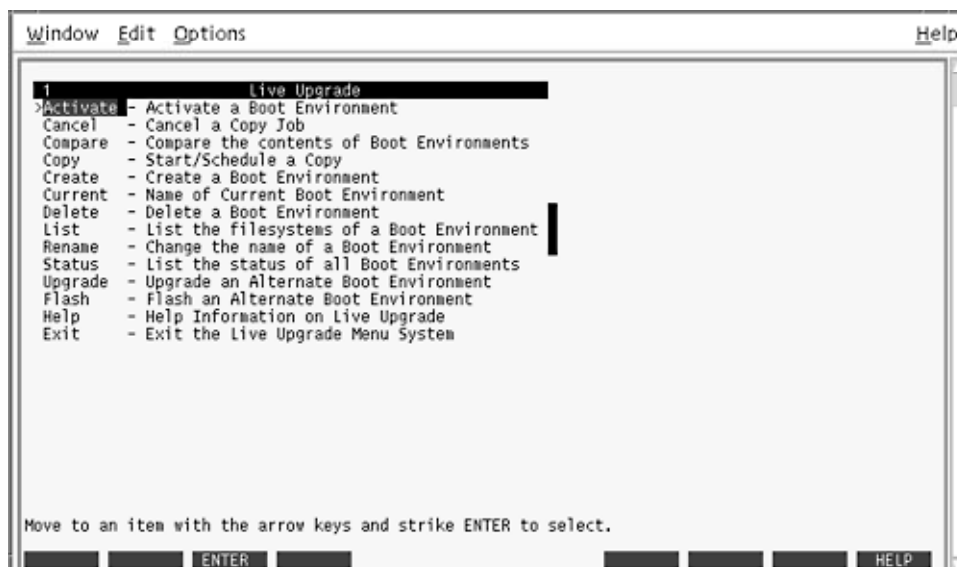 Window Edit Options Help
1 Live Upgrade
>Activate - Activate a Boot Environment
Cancel - Cancel a Copy Job
Compare - Compare the contents of Boot Environments
Copy - Start/Schedule a Copy
Create - Create a Boot Environment
Current - Name of Current Boot Environment
Delete - Delete a Boot Environment
List - List the filesystems of a Boot Environment
Rename - Change the name of a Boot Environment
Status - List the status of all Boot Environments
Upgrade - Upgrade an Alternate Boot Environment
Flash - Flash an Alternate Boot Environment
Help - Help Information on Live Upgrade
Exit - Exit the Live Upgrade Menu System
Move to an item with the arrow keys and strike ENTER to select.
ENTER HELP